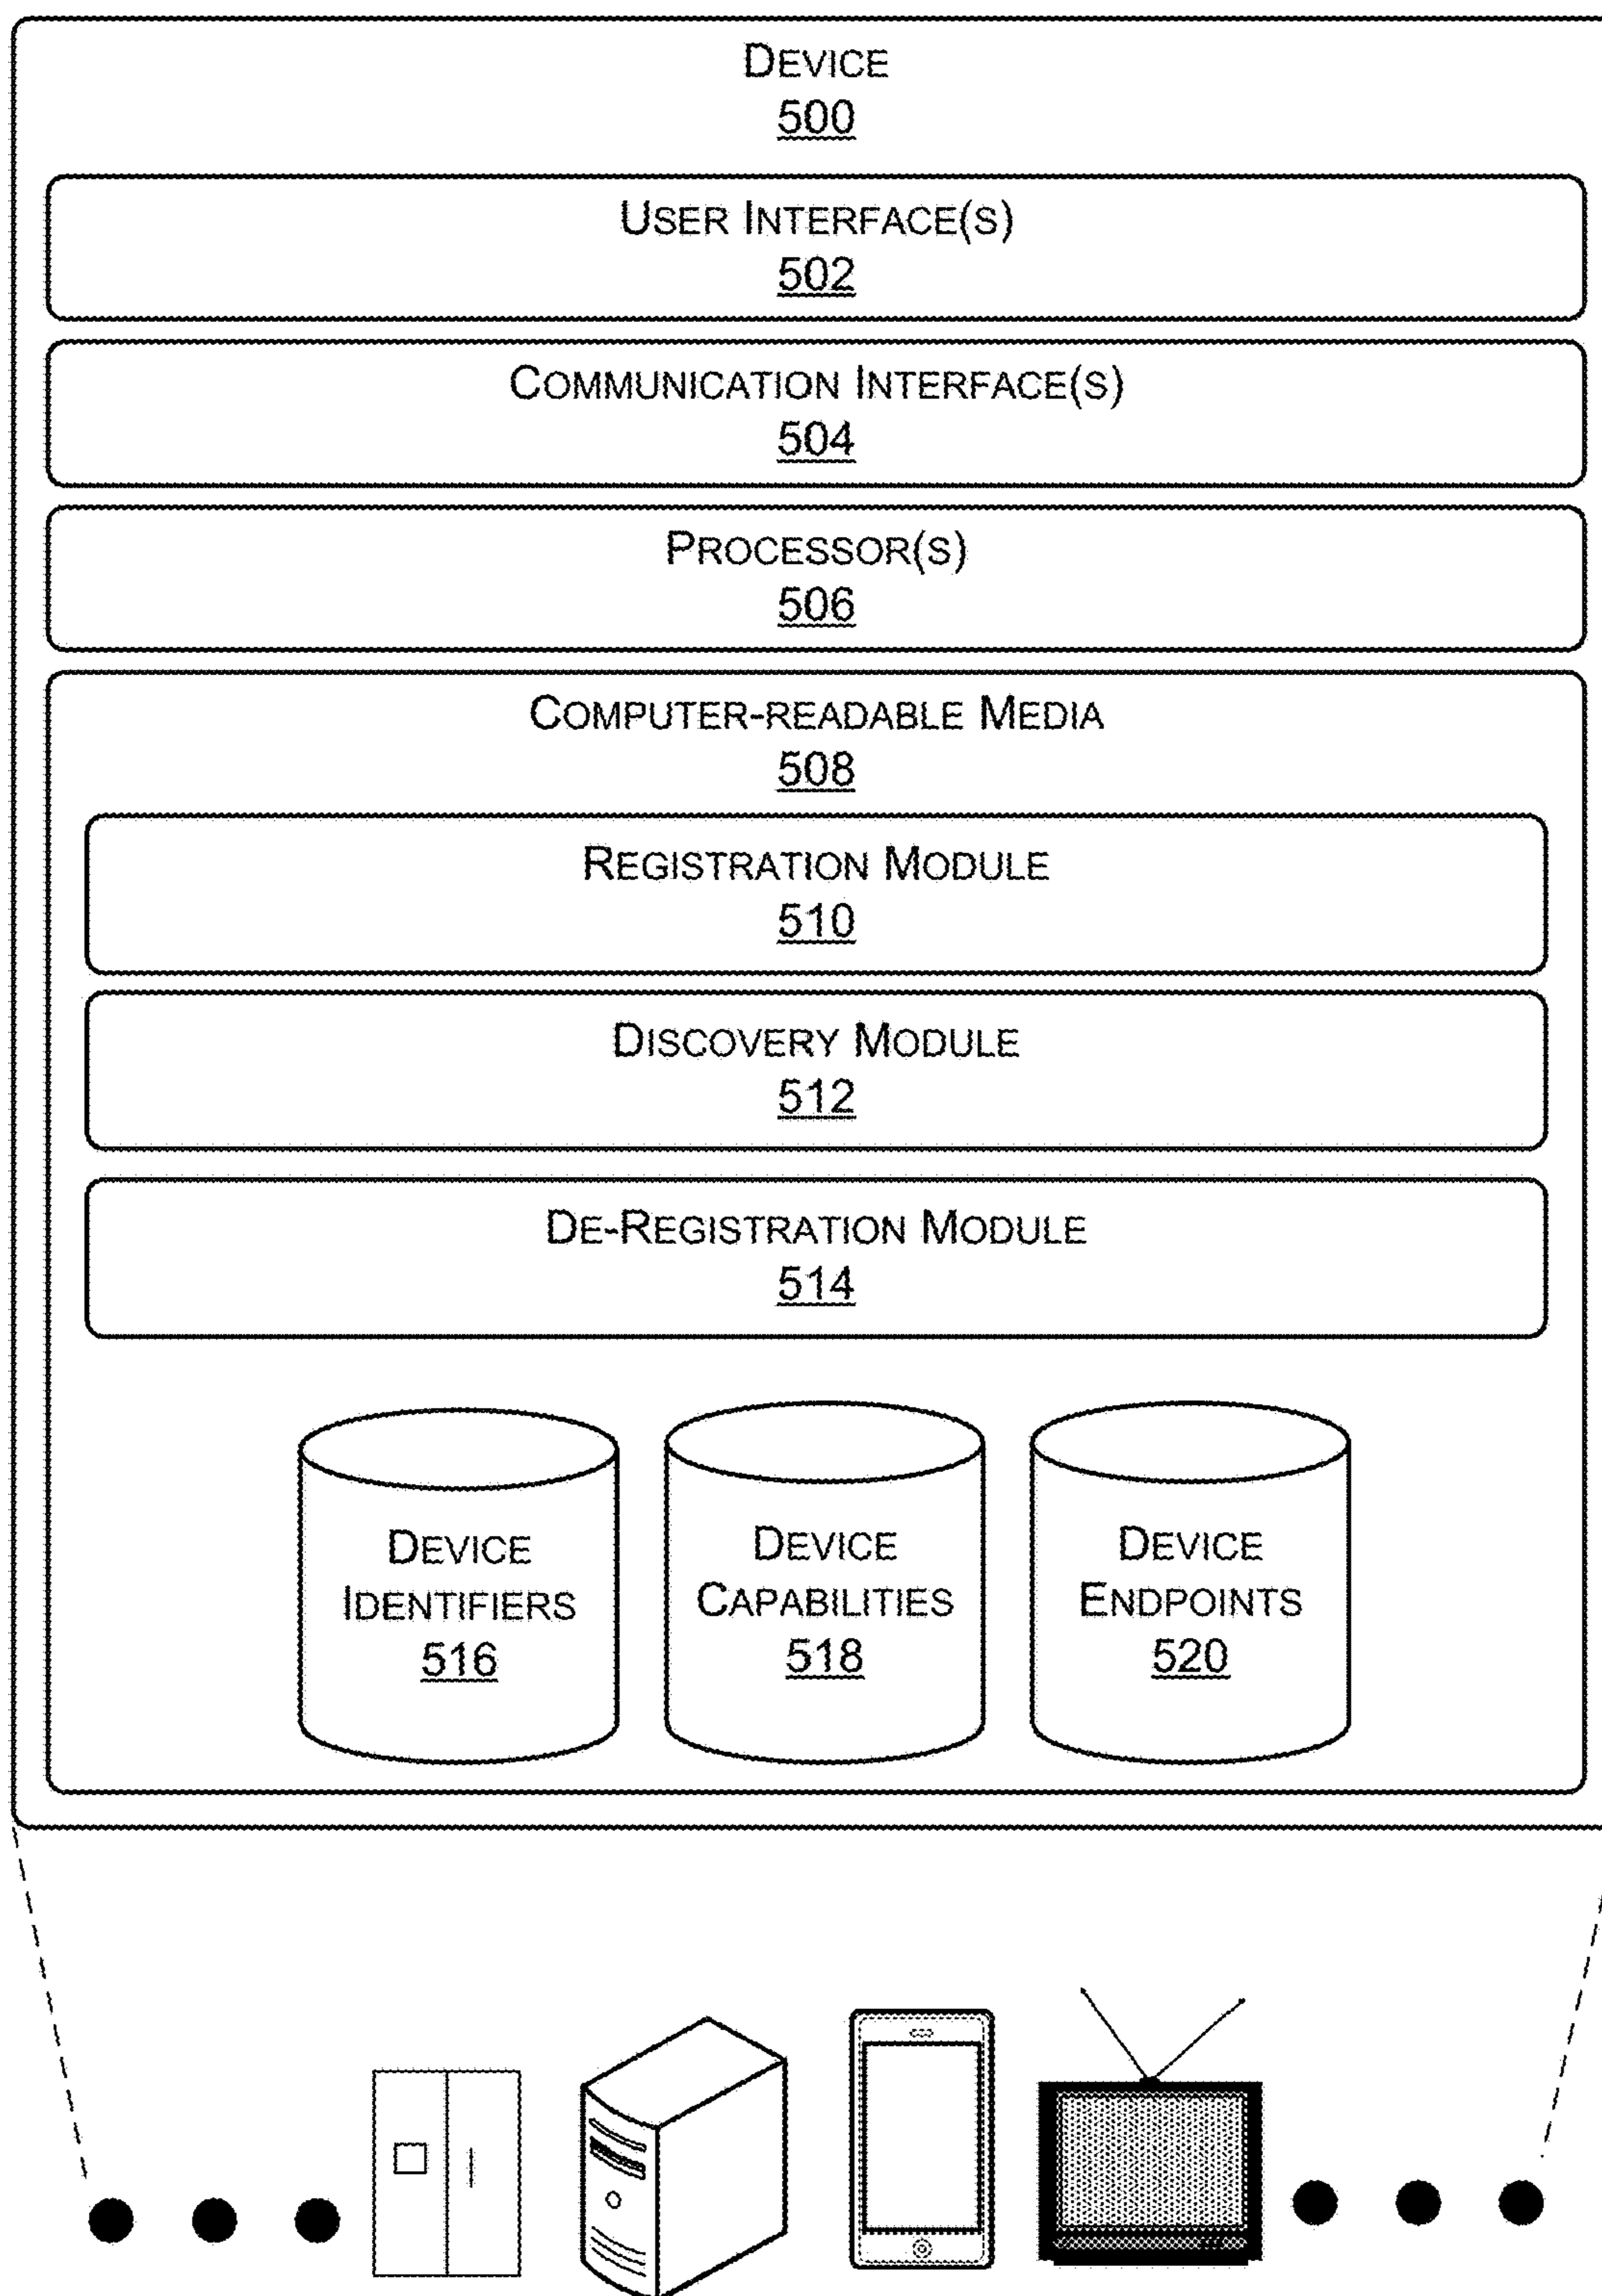 DEVICE
500
USER INTERFACE(S)
502
COMMUNICATION INTERFACE(S)
504
PROCESSOR(S)
506
COMPUTER-READABLE MEDIA
508
REGISTRATION MODULE
510
DISCOVERY MODULE
512
DE-REGISTRATION MODULE
514
DEVICE
IDENTIFIERS
516
DEVICE
CAPABILITIES
518
DEVICE
ENDPOINTS
520